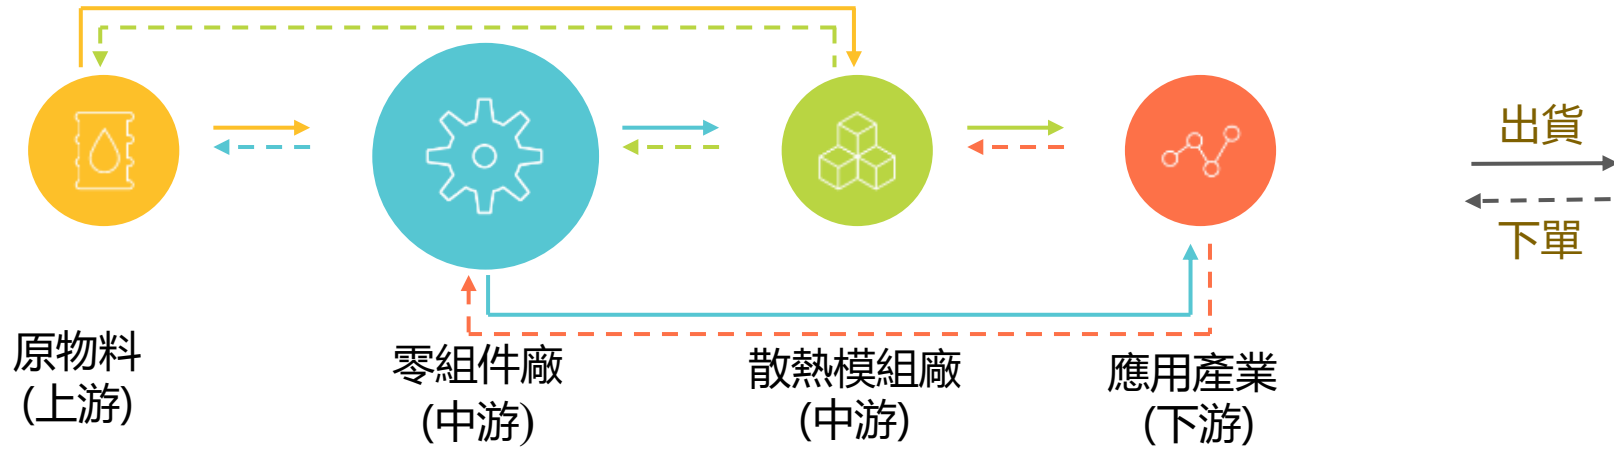 出貨
下單
原物料
(上游)
零組件廠
(中游)
散熱模組廠
(中游)
應用產業
(下游)